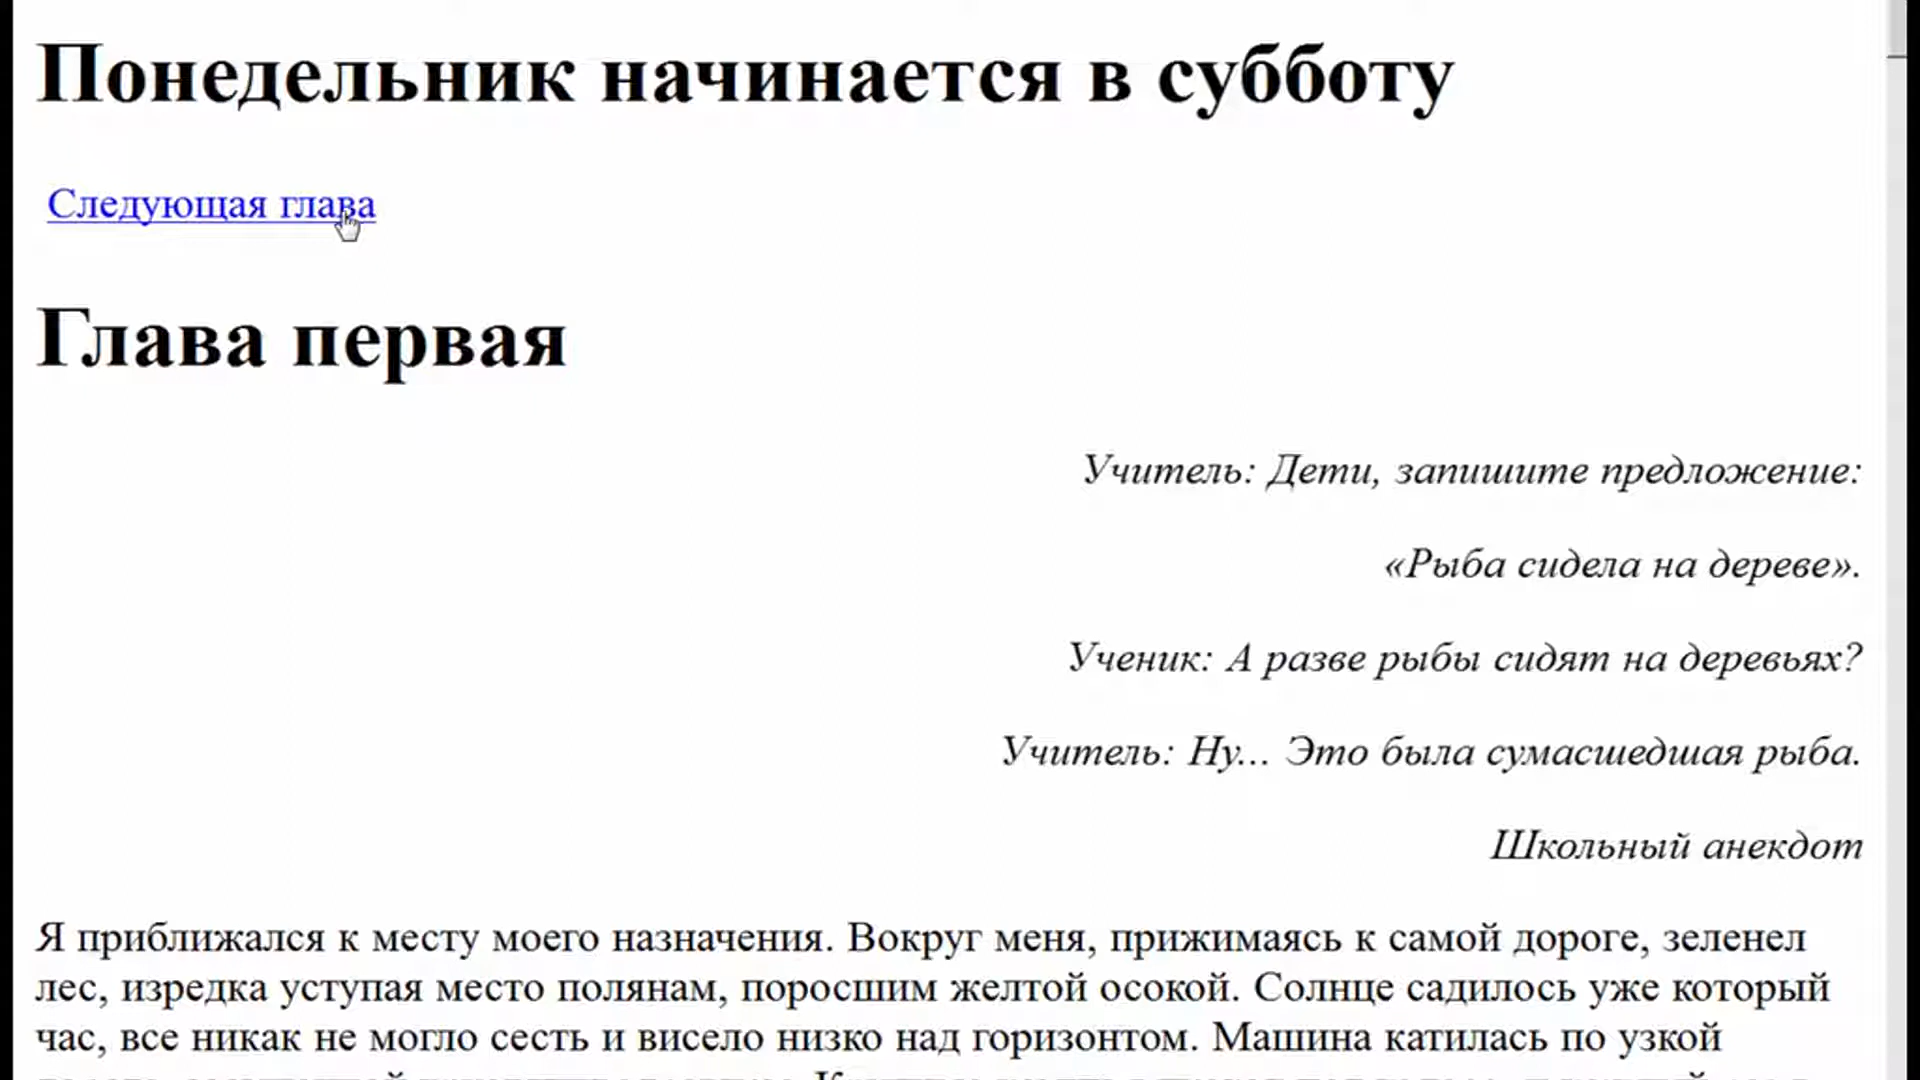 Понедельник начинается в субботу
Следующая глава
Глава первая
Учитель: Дети, запишите предложение:
«Рыба сидела на дереве».
Ученик: А разве рыбы сидят на деревьях?
Учитель: Ну... Это была сумасшедшая рыба.
Школьный анекдот
Я приближался к месту моего назначения. Вокруг меня, прижимаясь к самой дороге, зеленел
лес, изредка уступая место полянам, поросшим желтой осокой. Солнце садилось уже который
час, все никак не могло сесть и висело низко над горизонтом. Машина катилась по узкой